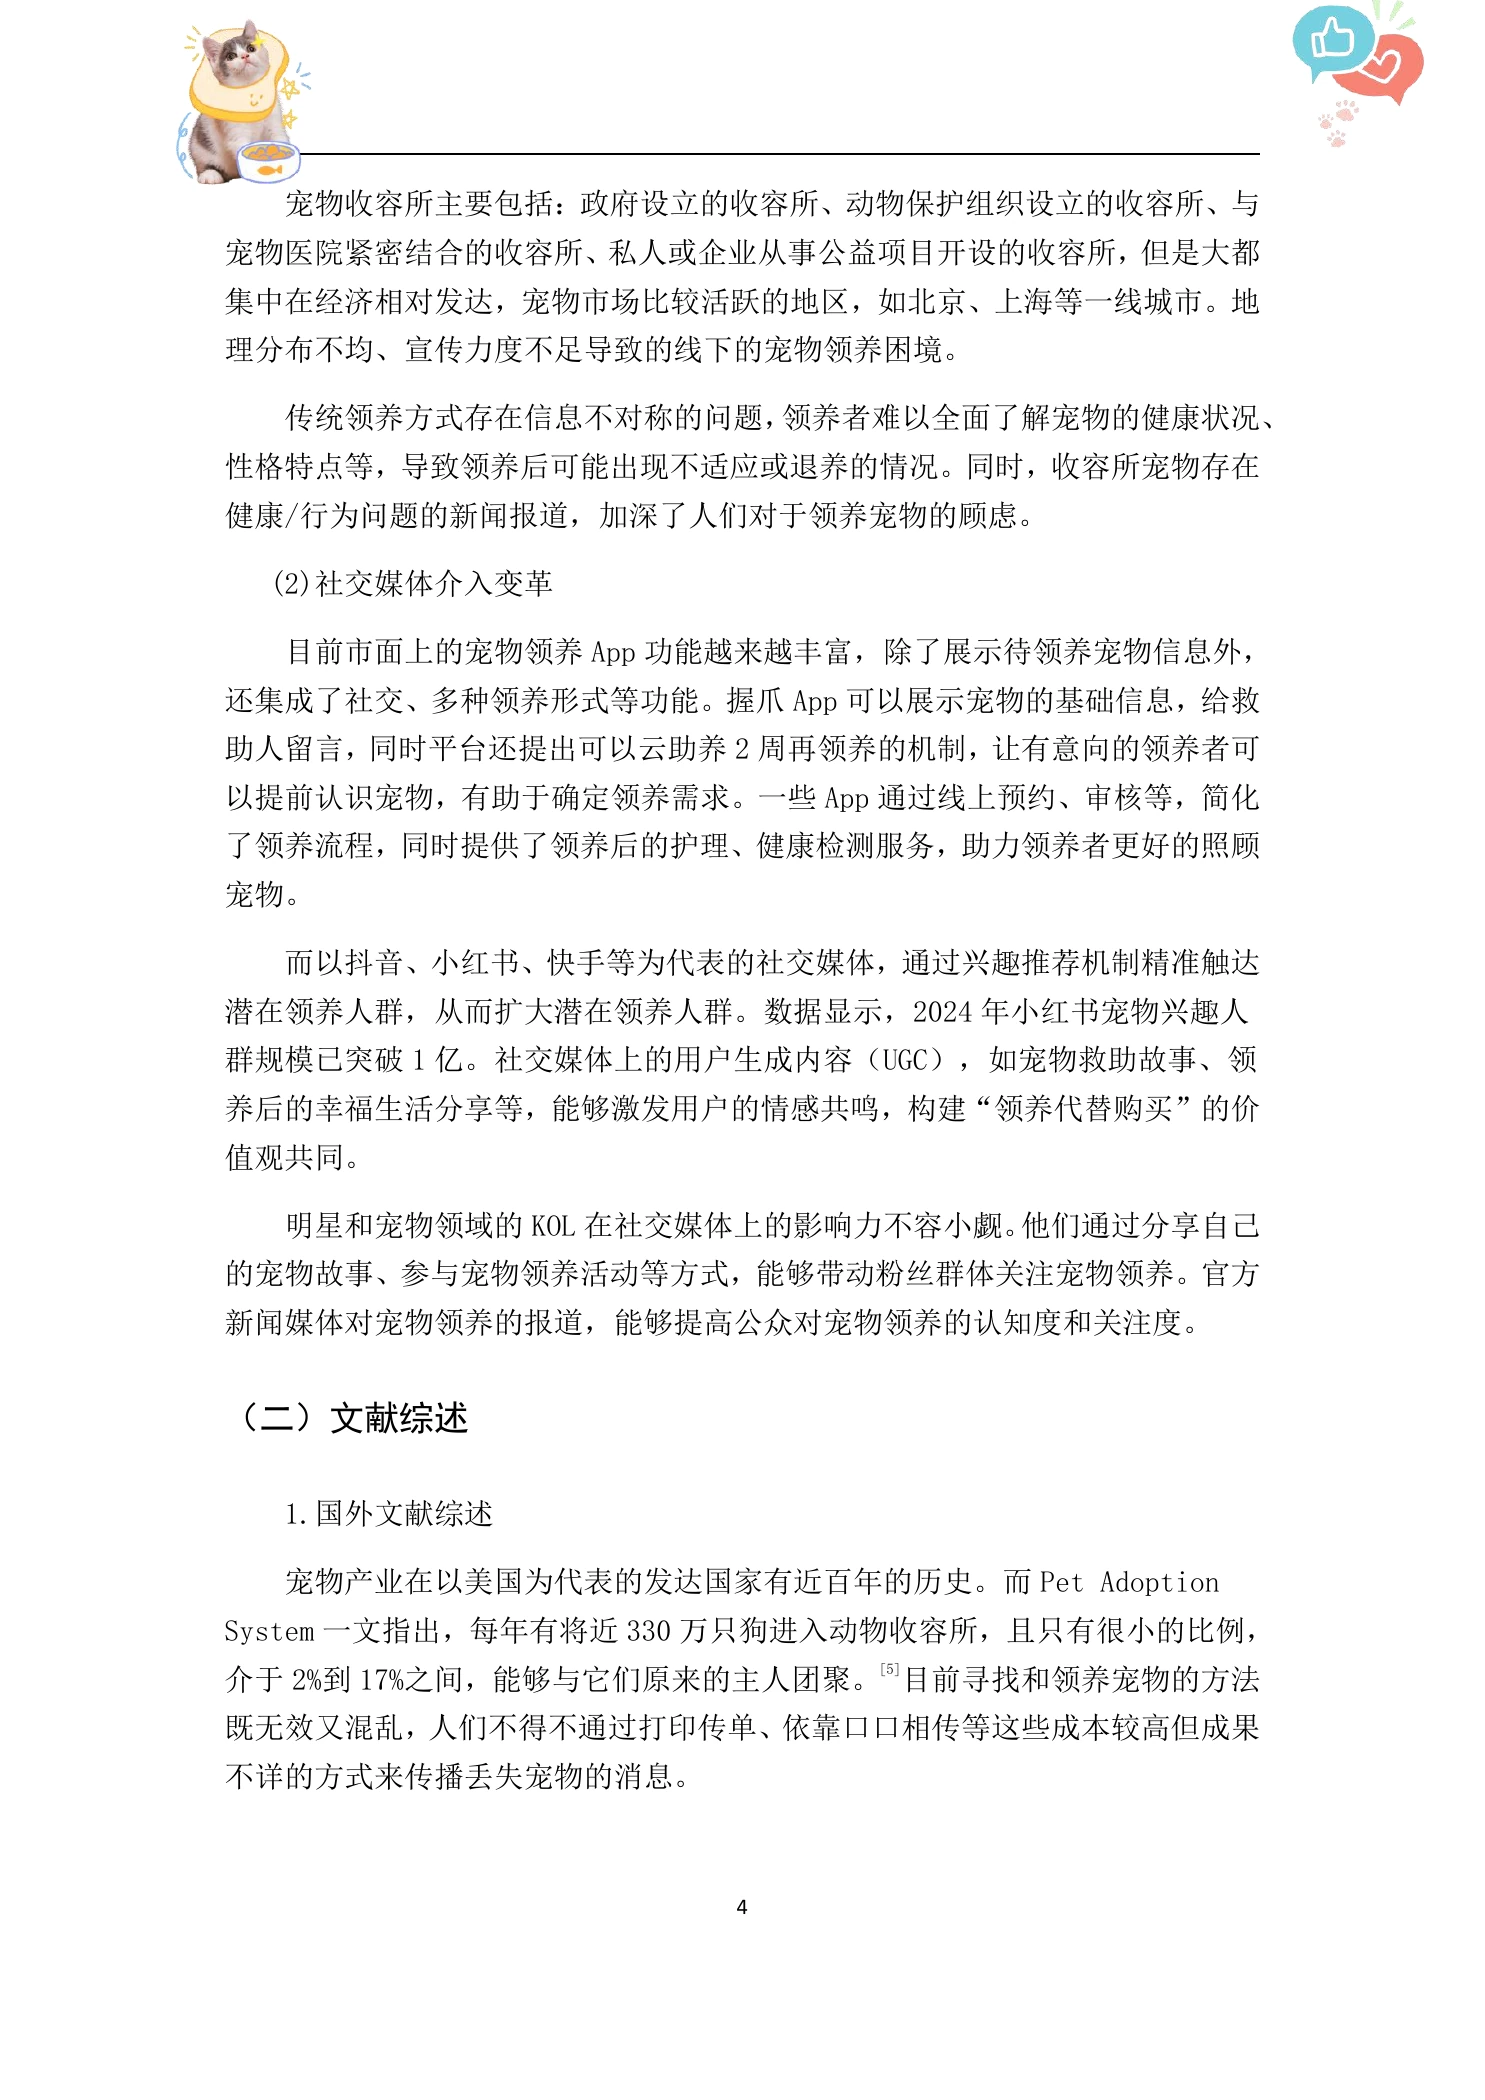 宠物收容所主要包括：政府设立的收容所、动物保护组织设立的收容所、与
宠物医院紧密结合的收容所、私人或企业从事公益项目开设的收容所，但是大都
集中在经济相对发达，宠物市场比较活跃的地区，如北京、上海等一线城市。地
理分布不均、宣传力度不足导致的线下的宠物领养困境。
传统领养方式存在信息不对称的问题，领养者难以全面了解宠物的健康状况、
性格特点等，导致领养后可能出现不适应或退养的情况。同时，收容所宠物存在
健康/行为问题的新闻报道，加深了人们对于领养宠物的顾虑。
(2)社交媒体介入变革
目前市面上的宠物领养 App 功能越来越丰富，除了展示待领养宠物信息外，
还集成了社交、多种领养形式等功能。握爪 App 可以展示宠物的基础信息，给救
助人留言，同时平台还提出可以云助养 2 周再领养的机制，让有意向的领养者可
以提前认识宠物，有助于确定领养需求。一些 App 通过线上预约、审核等，简化
了领养流程，同时提供了领养后的护理、健康检测服务，助力领养者更好的照顾
宠物。
而以抖音、小红书、快手等为代表的社交媒体，通过兴趣推荐机制精准触达
潜在领养人群，从而扩大潜在领养人群。数据显示，2024 年小红书宠物兴趣人
群规模已突破 1 亿。社交媒体上的用户生成内容（UGC），如宠物救助故事、领
养后的幸福生活分享等，能够激发用户的情感共鸣，构建“领养代替购买”的价
值观共同。
明星和宠物领域的 KOL 在社交媒体上的影响力不容小觑。他们通过分享自己
的宠物故事、参与宠物领养活动等方式，能够带动粉丝群体关注宠物领养。官方
新闻媒体对宠物领养的报道，能够提高公众对宠物领养的认知度和关注度。
（二）文献综述
1.国外文献综述
宠物产业在以美国为代表的发达国家有近百年的历史。而 Pet Adoption
System 一文指出，每年有将近 330 万只狗进入动物收容所，且只有很小的比例，
介于 2%到 17%之间，能够与它们原来的主人团聚。[5]目前寻找和领养宠物的方法
既无效又混乱，人们不得不通过打印传单、依靠口口相传等这些成本较高但成果
不详的方式来传播丢失宠物的消息。
4